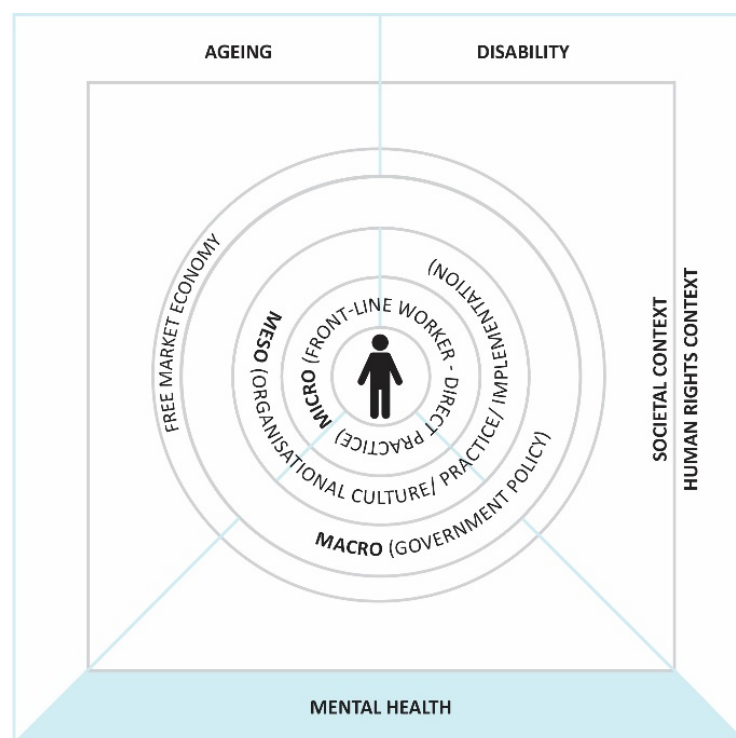 AGEING
DISABILITY
FREE MARKET ECONOMY
MICRO (FRONT-LINE WORKER - DIRECT PRACTICE)
MESO (ORGANISATIONAL CULTURE/ PRACTICE/ IMPLEMENTATION)
MACRO (GOVERNMENT POLICY)
SOCIETAL CONTEXT
HUMAN RIGHTS CONTEXT
MENTAL HEALTH